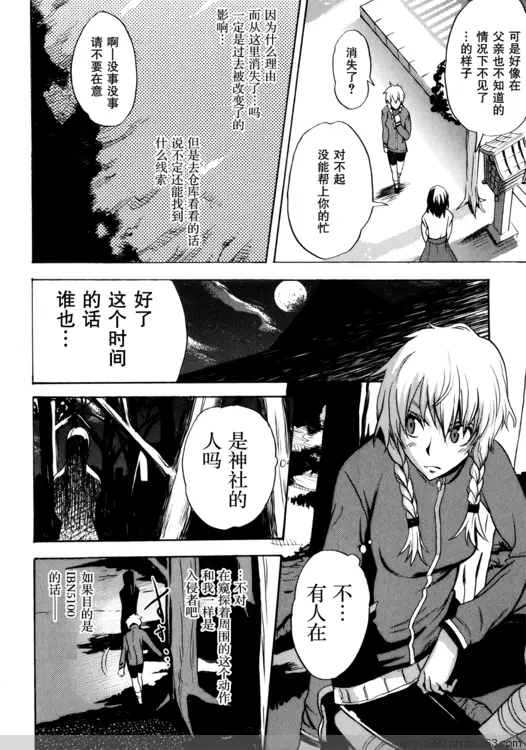 可是好像在
父亲也不知道的
情况下不见了
…的样子
消失了？
对不起
没能帮上你的忙
因为什么理由
而从这里消失了…吗
一定是过去被改变了的
影响…
啊—没事没事
请不要在意
但是去仓库看看的话
说不定还能找到
什么线索
好了
这个时间
的话
谁也…
不…
有人在
是神社的
人吗
…不对
在窥探着周围的这个动作
和我一样是
入侵者吧
如果目的是
IBN5100
的话——